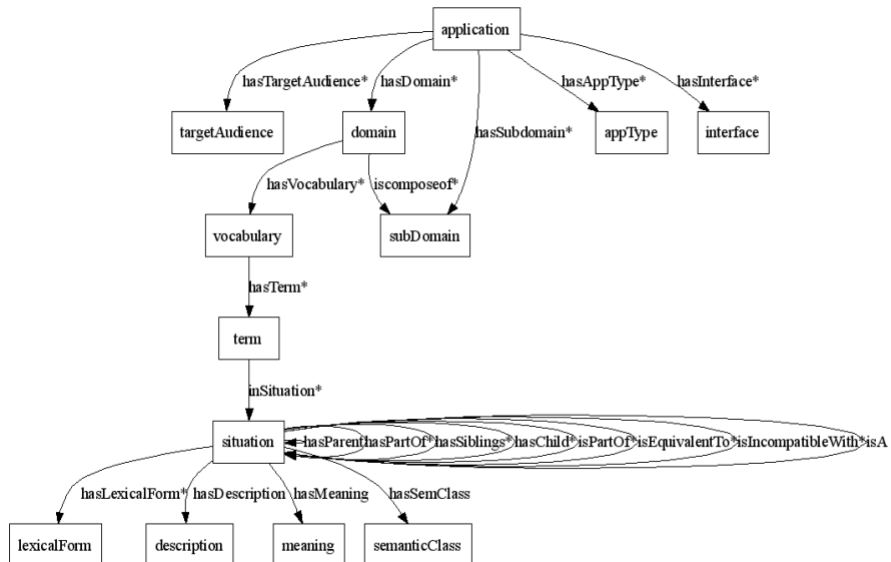 application
hasTargetAudience* hasDomain* hasSubdomain* hasAppType* hasInterface*
targetAudience domain appType interface
hasVocabulary* iscomposeof*
vocabulary subDomain
hasTerm*
term
inSituation*
situation hasParent hasPartOf* hasSiblings* hasChild* isPartOf* isEquivalentTo* isIncompatibleWith* isA
hasLexicalForm* hasDescription hasMeaning hasSemClass
lexicalForm description meaning semanticClass